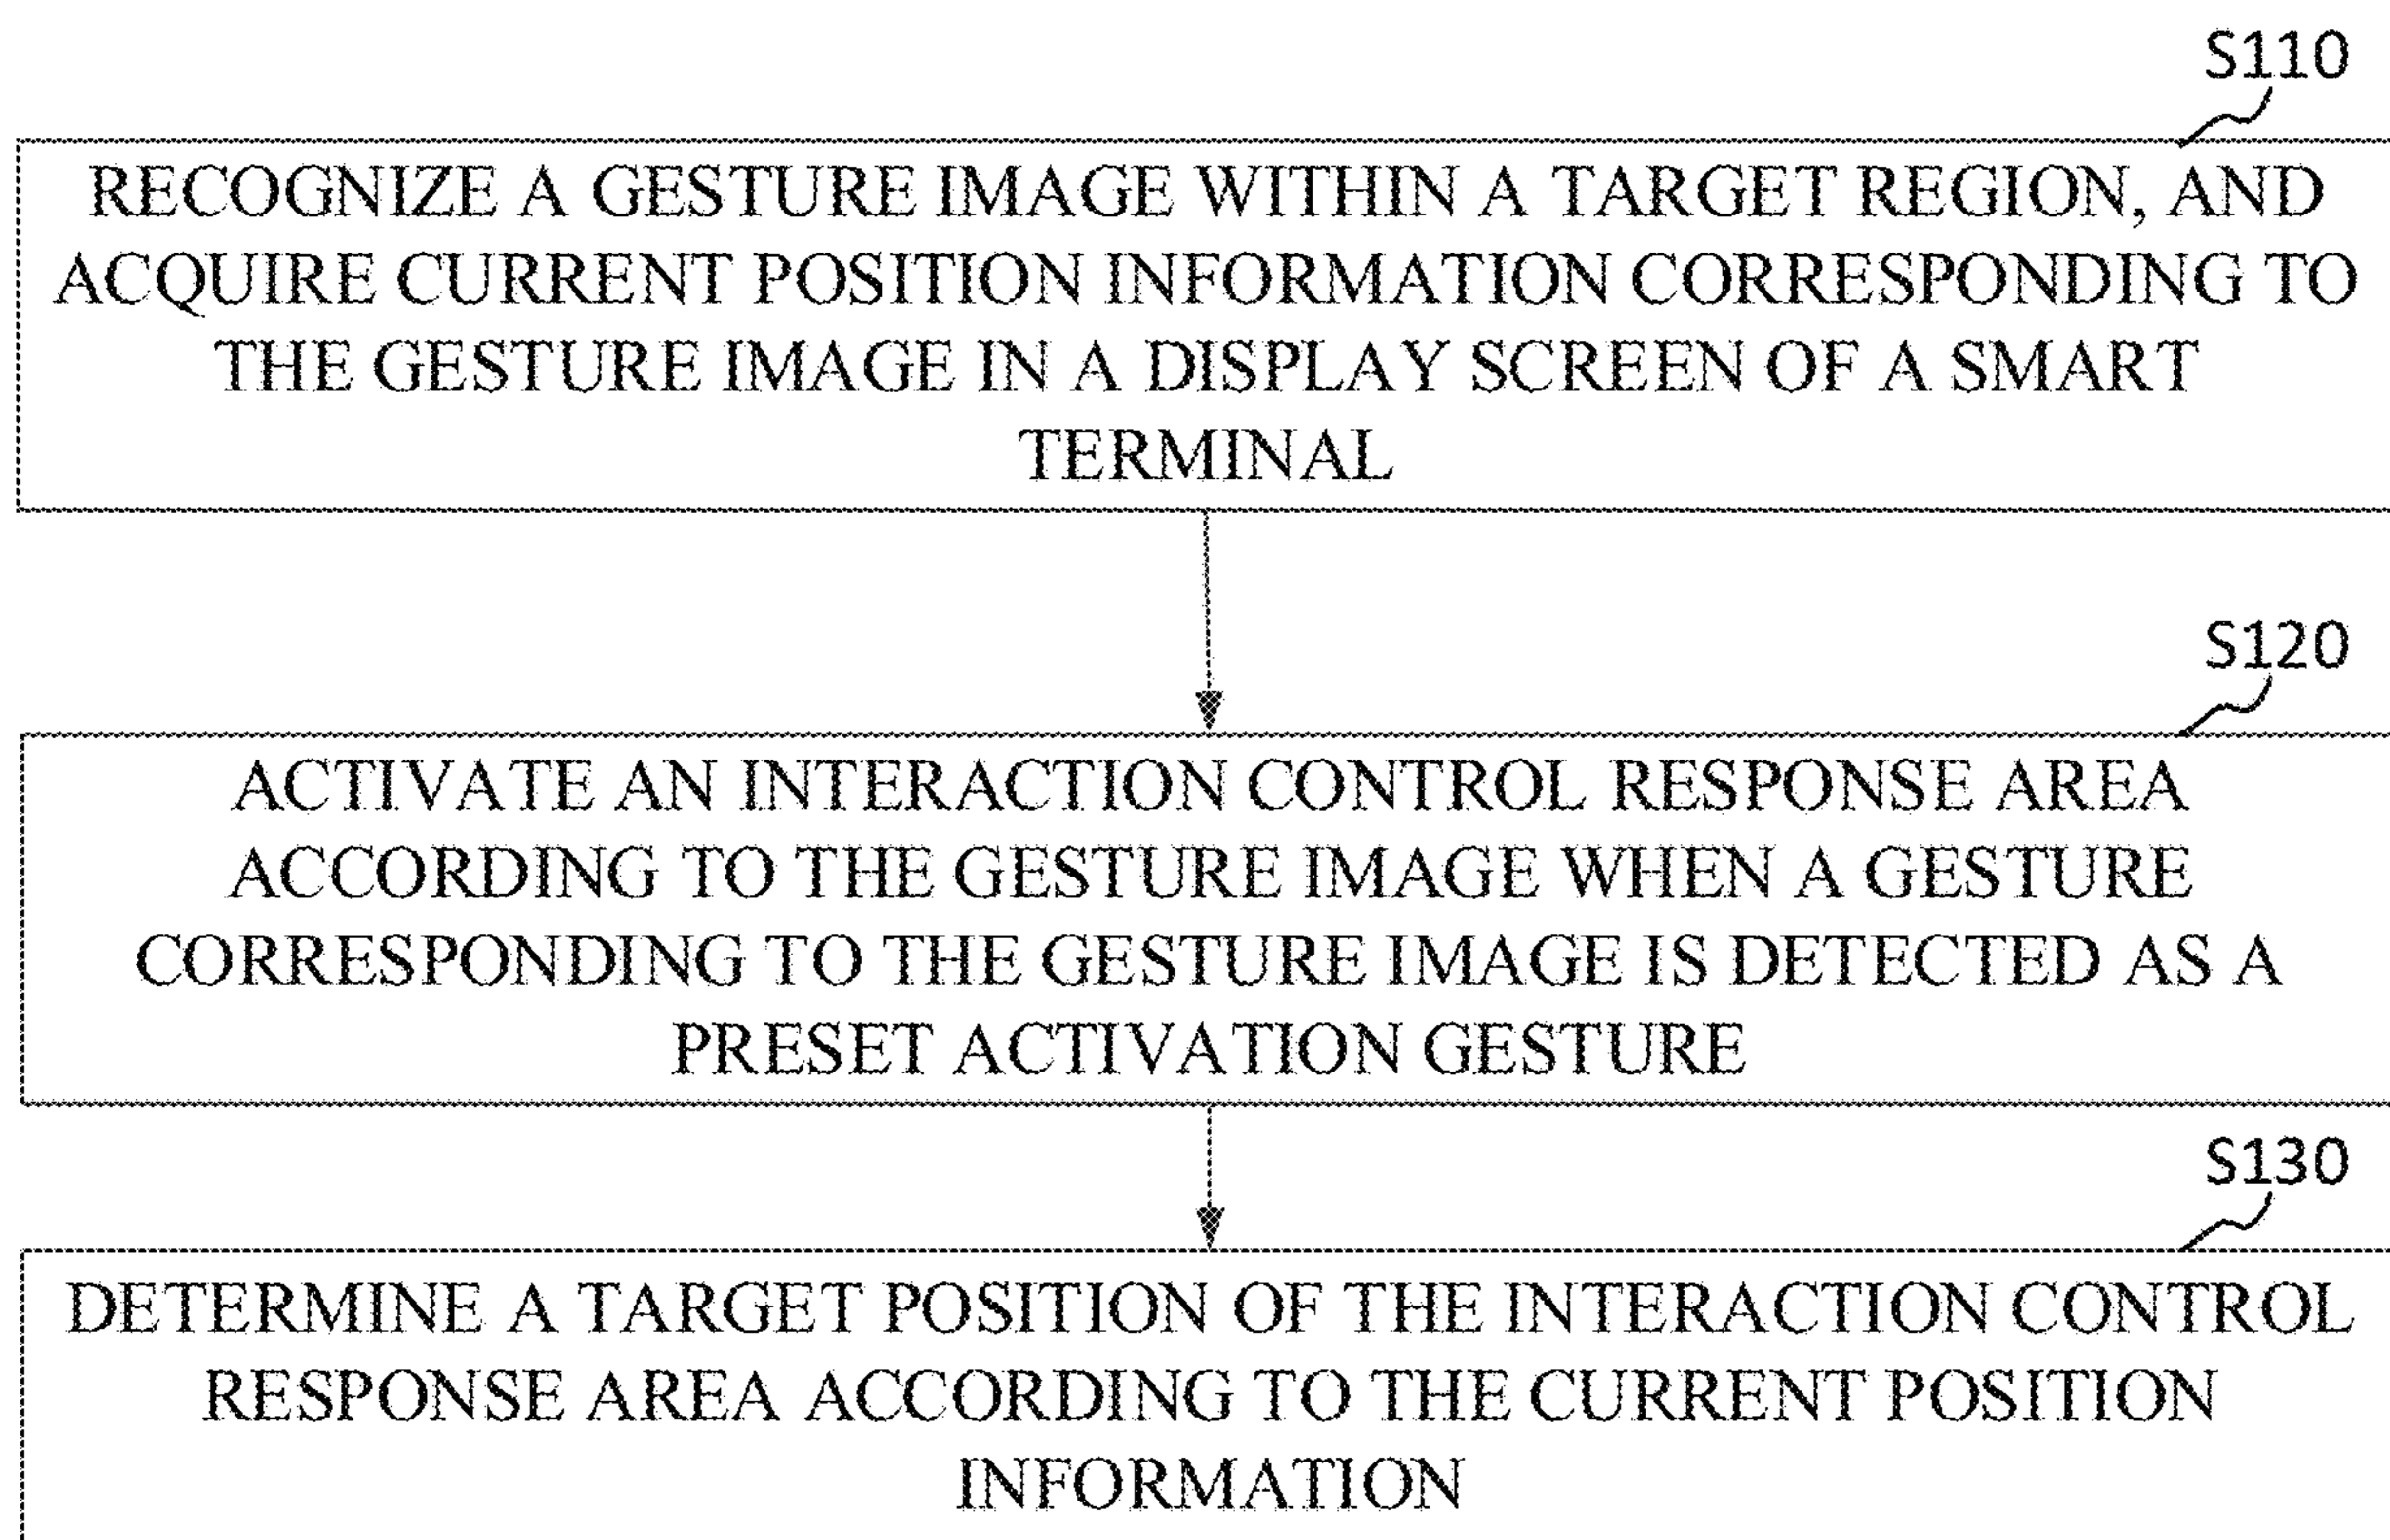 S110
RECOGNIZE A GESTURE IMAGE WITHIN A TARGET REGION, AND
ACQUIRE CURRENT POSITION INFORMATION CORRESPONDING TO
THE GESTURE IMAGE IN A DISPLAY SCREEN OF A SMART
TERMINAL
S120
ACTIVATE AN INTERACTION CONTROL RESPONSE AREA
ACCORDING TO THE GESTURE IMAGE WHEN A GESTURE
CORRESPONDING TO THE GESTURE IMAGE IS DETECTED AS A
PRESET ACTIVATION GESTURE
S130
DETERMINE A TARGET POSITION OF THE INTERACTION CONTROL
RESPONSE AREA ACCORDING TO THE CURRENT POSITION
INFORMATION